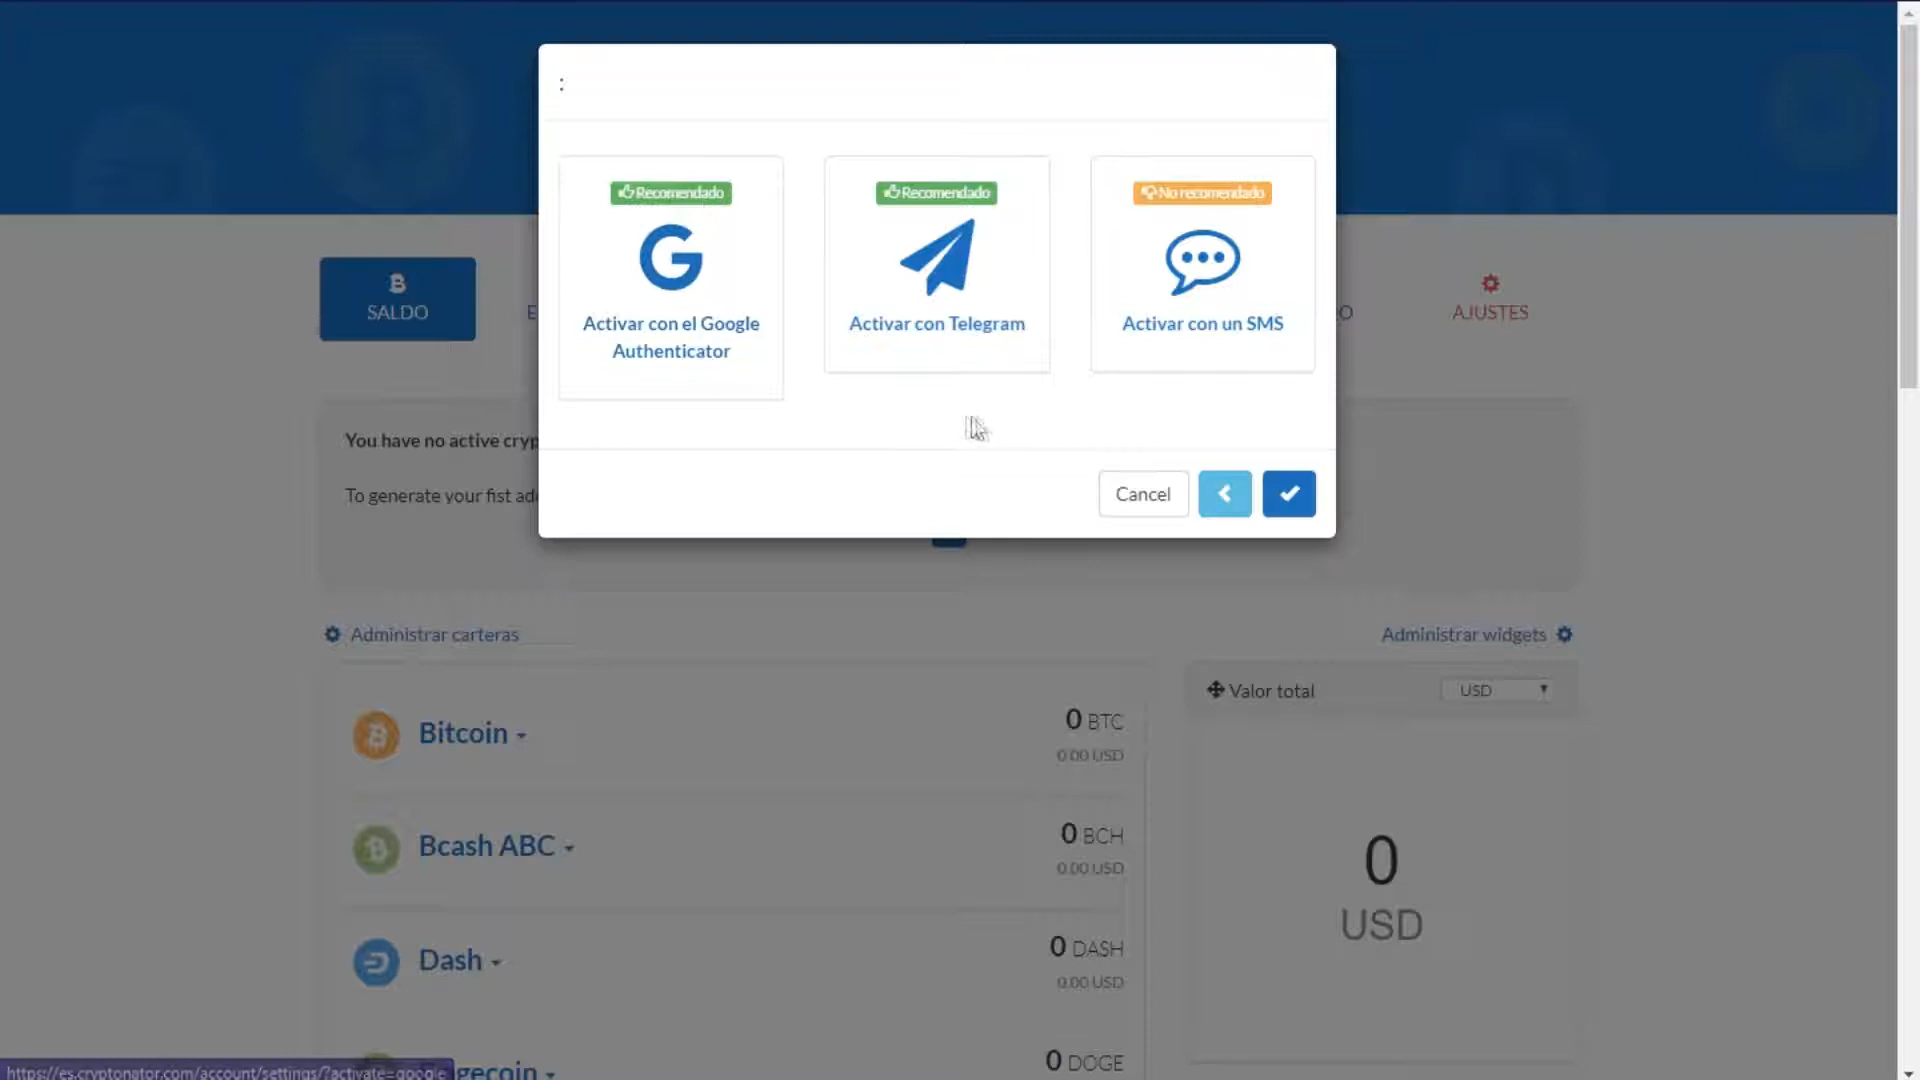 :
Recomendado
Activar con el Google
Authenticator
Recomendado
Activar con Telegram
No recomendado
Activar con un SMS
Cancel
SALDO
E
O
AJUSTES
You have no active cryp
To generate your fist ad
Administrar carteras
Administrar widgets
Bitcoin
0 BTC
0.00 USD
Bcash ABC
0 BCH
0.00 USD
Dash
0 DASH
0.00 USD
gecoin
0 DOGE
Valor total
USD
0
USD
https://es.cryptonator.com/account/settings/?activate=google